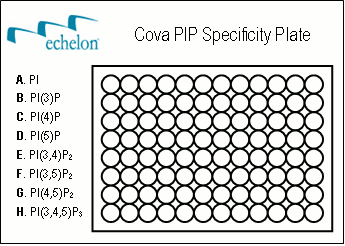 echelon®
Cova PIP Specificity Plate
A. PI
B. PI(3)P
C. PI(4)P
D. PI(5)P
E. PI(3,4)P₂
F. PI(3,5)P₂
G. PI(4,5)P₂
H. PI(3,4,5)P₃